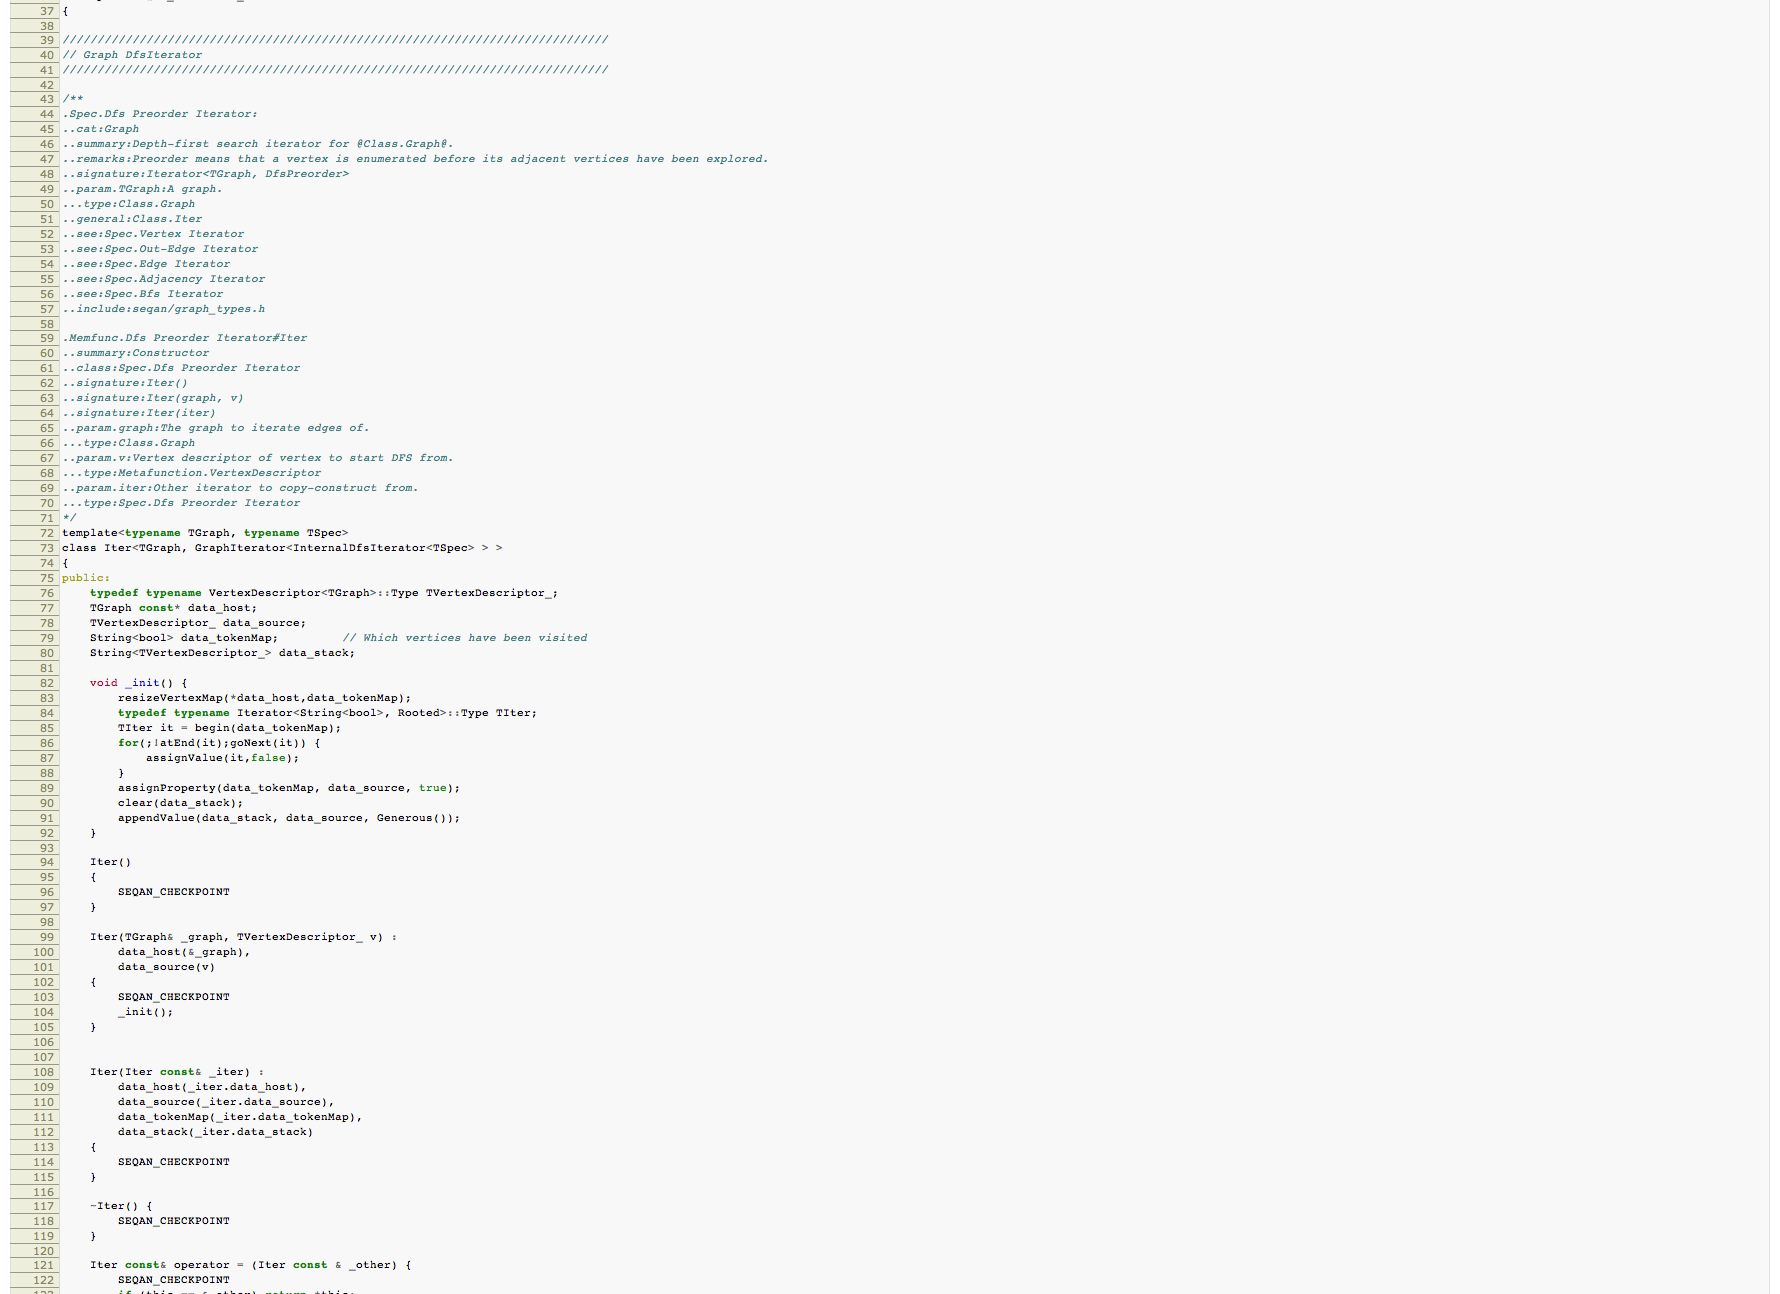 37 {
38
39 //////////////////////////////////////////////////////////////////////////////
40 // Graph DfsIterator
41 //////////////////////////////////////////////////////////////////////////////
42
43 /**
44 .Spec.Dfs Preorder Iterator:
45 ..cat:Graph
46 ..summary:Depth-first search iterator for @Class.Graph@.
47 ..remarks:Preorder means that a vertex is enumerated before its adjacent vertices have been explored.
48 ..signature:Iterator<TGraph, DfsPreorder>
49 ..param.TGraph:A graph.
50 ...type:Class.Graph
51 ..general:Class.Iter
52 ..see:Spec.Vertex Iterator
53 ..see:Spec.Out-Edge Iterator
54 ..see:Spec.Edge Iterator
55 ..see:Spec.Adjacency Iterator
56 ..see:Spec.Bfs Iterator
57 ..include:seqan/graph_types.h
58
59 .Memfunc.Dfs Preorder Iterator#Iter
60 ..summary:Constructor
61 ..class:Spec.Dfs Preorder Iterator
62 ..signature:Iter()
63 ..signature:Iter(graph, v)
64 ..signature:Iter(iter)
65 ..param.graph:The graph to iterate edges of.
66 ...type:Class.Graph
67 ..param.v:Vertex descriptor of vertex to start DFS from.
68 ...type:Metafunction.VertexDescriptor
69 ..param.iter:Other iterator to copy-construct from.
70 ...type:Spec.Dfs Preorder Iterator
71 */
72 template<typename TGraph, typename TSpec>
73 class Iter<TGraph, GraphIterator<InternalDfsIterator<TSpec> > >
74 {
75 public:
76     typedef typename VertexDescriptor<TGraph>::Type TVertexDescriptor_;
77     TGraph const* data_host;
78     TVertexDescriptor_ data_source;
79     String<bool> data_tokenMap;         // Which vertices have been visited
80     String<TVertexDescriptor_> data_stack;
81
82     void _init() {
83         resizeVertexMap(*data_host,data_tokenMap);
84         typedef typename Iterator<String<bool>, Rooted>::Type TIter;
85         TIter it = begin(data_tokenMap);
86         for(;!atEnd(it);goNext(it)) {
87             assignValue(it,false);
88         }
89         assignProperty(data_tokenMap, data_source, true);
90         clear(data_stack);
91         appendValue(data_stack, data_source, Generous());
92     }
93
94     Iter()
95     {
96         SEQAN_CHECKPOINT
97     }
98
99     Iter(TGraph& _graph, TVertexDescriptor_ v) :
100         data_host(&_graph),
101         data_source(v)
102     {
103         SEQAN_CHECKPOINT
104         _init();
105     }
106
107
108     Iter(Iter const& _iter) :
109         data_host(_iter.data_host),
110         data_source(_iter.data_source),
111         data_tokenMap(_iter.data_tokenMap),
112         data_stack(_iter.data_stack)
113     {
114         SEQAN_CHECKPOINT
115     }
116
117     ~Iter() {
118         SEQAN_CHECKPOINT
119     }
120
121     Iter const& operator = (Iter const & _other) {
122         SEQAN_CHECKPOINT